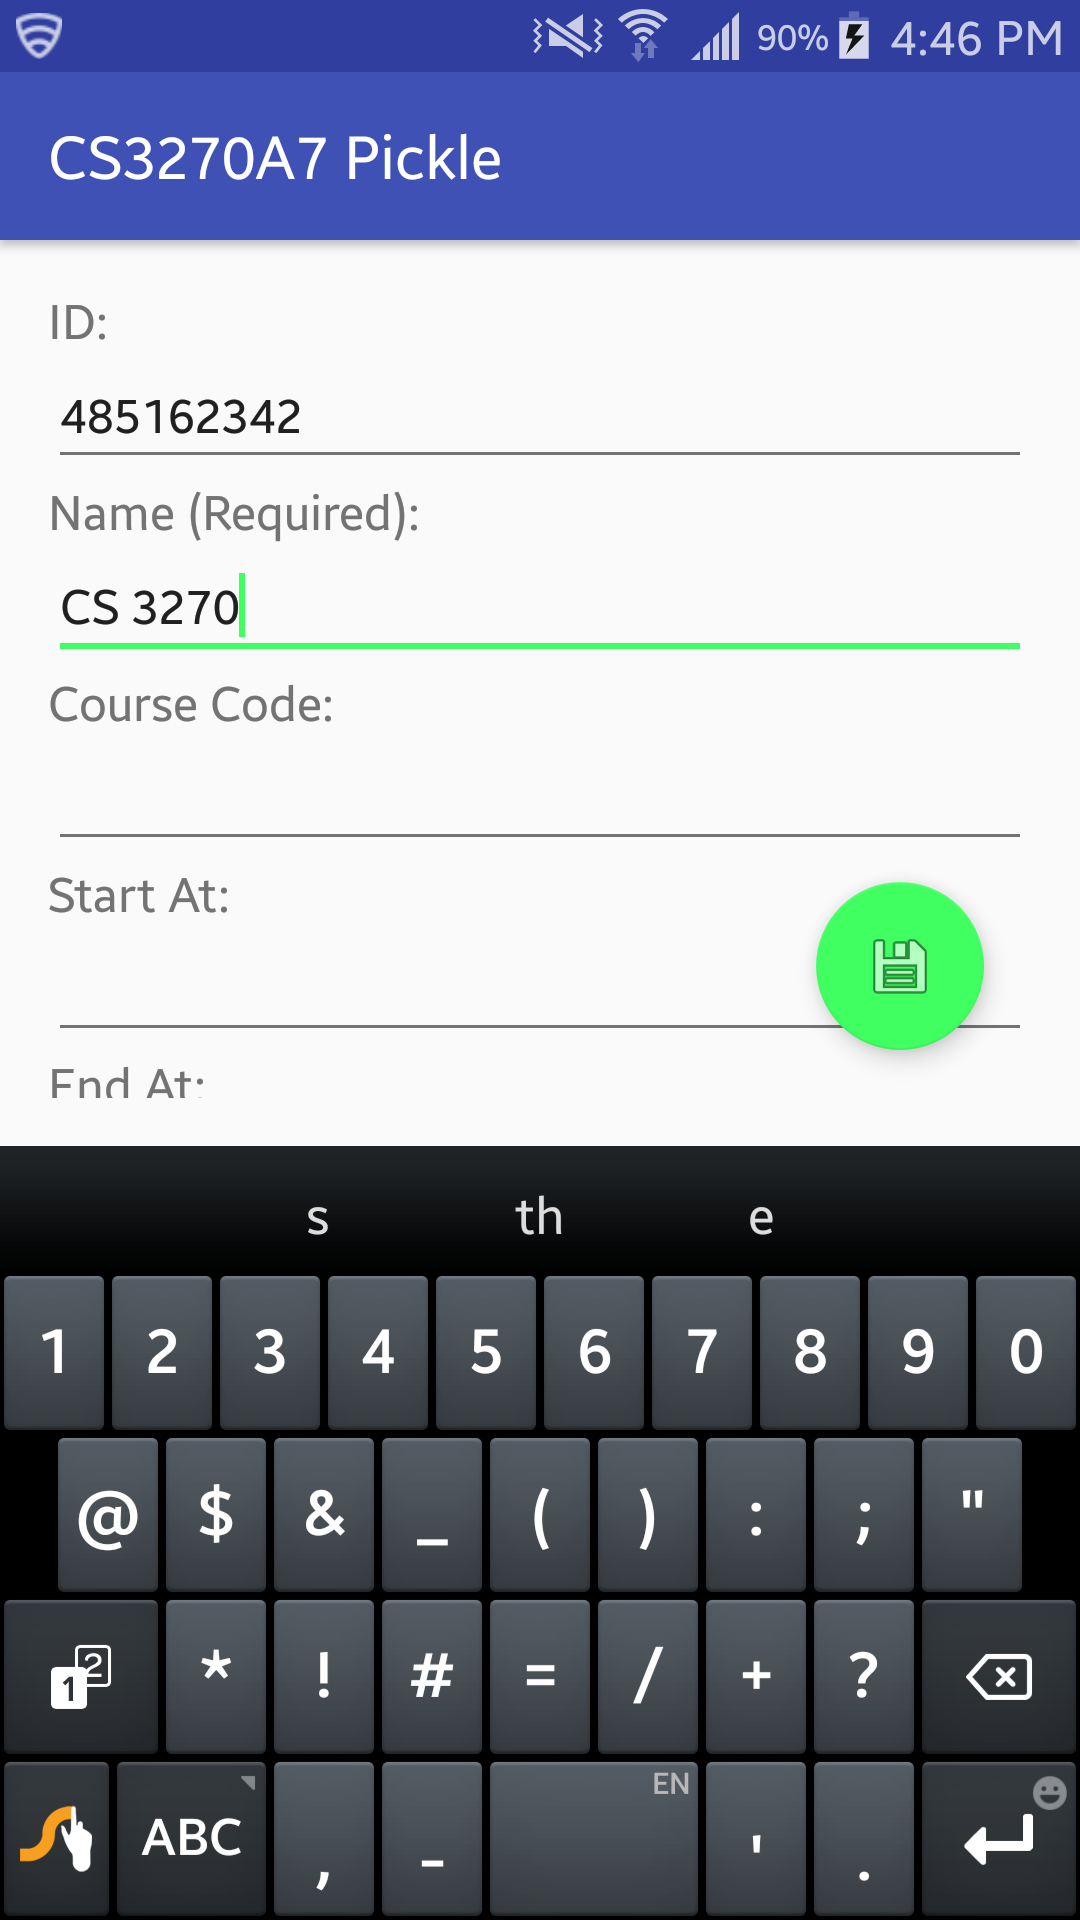 90% 4:46 PM
CS3270A7 Pickle
ID:
485162342
Name (Required):
CS 3270
Course Code:
Start At:
End At:
s th e
1 2 3 4 5 6 7 8 9 0
@ $ & _ ( ) : ; "
1 2 * ! # = / + ?
ABC , - EN ' .